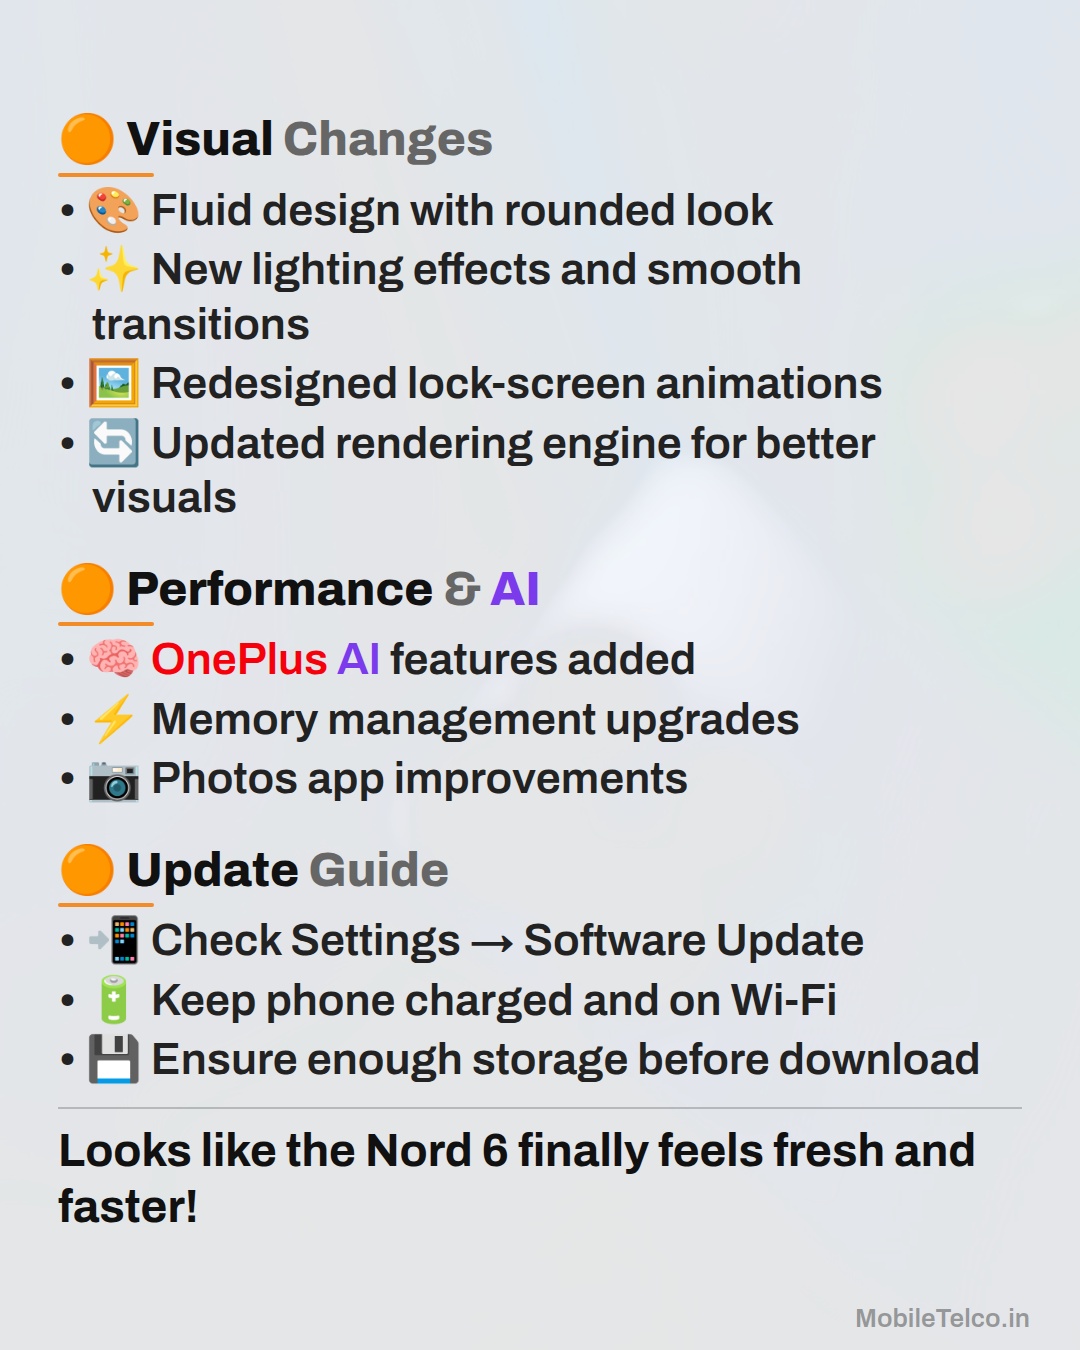 🟠 Visual Changes
• 🎨 Fluid design with rounded look
• ✨ New lighting effects and smooth
transitions
• 🖼️ Redesigned lock-screen animations
• 🔄 Updated rendering engine for better
visuals
🟠 Performance & AI
• 🧠 OnePlus AI features added
• ⚡ Memory management upgrades
• 📷 Photos app improvements
🟠 Update Guide
• 📲 Check Settings → Software Update
• 🔋 Keep phone charged and on Wi-Fi
• 💾 Ensure enough storage before download
Looks like the Nord 6 finally feels fresh and
faster!
MobileTelco.in